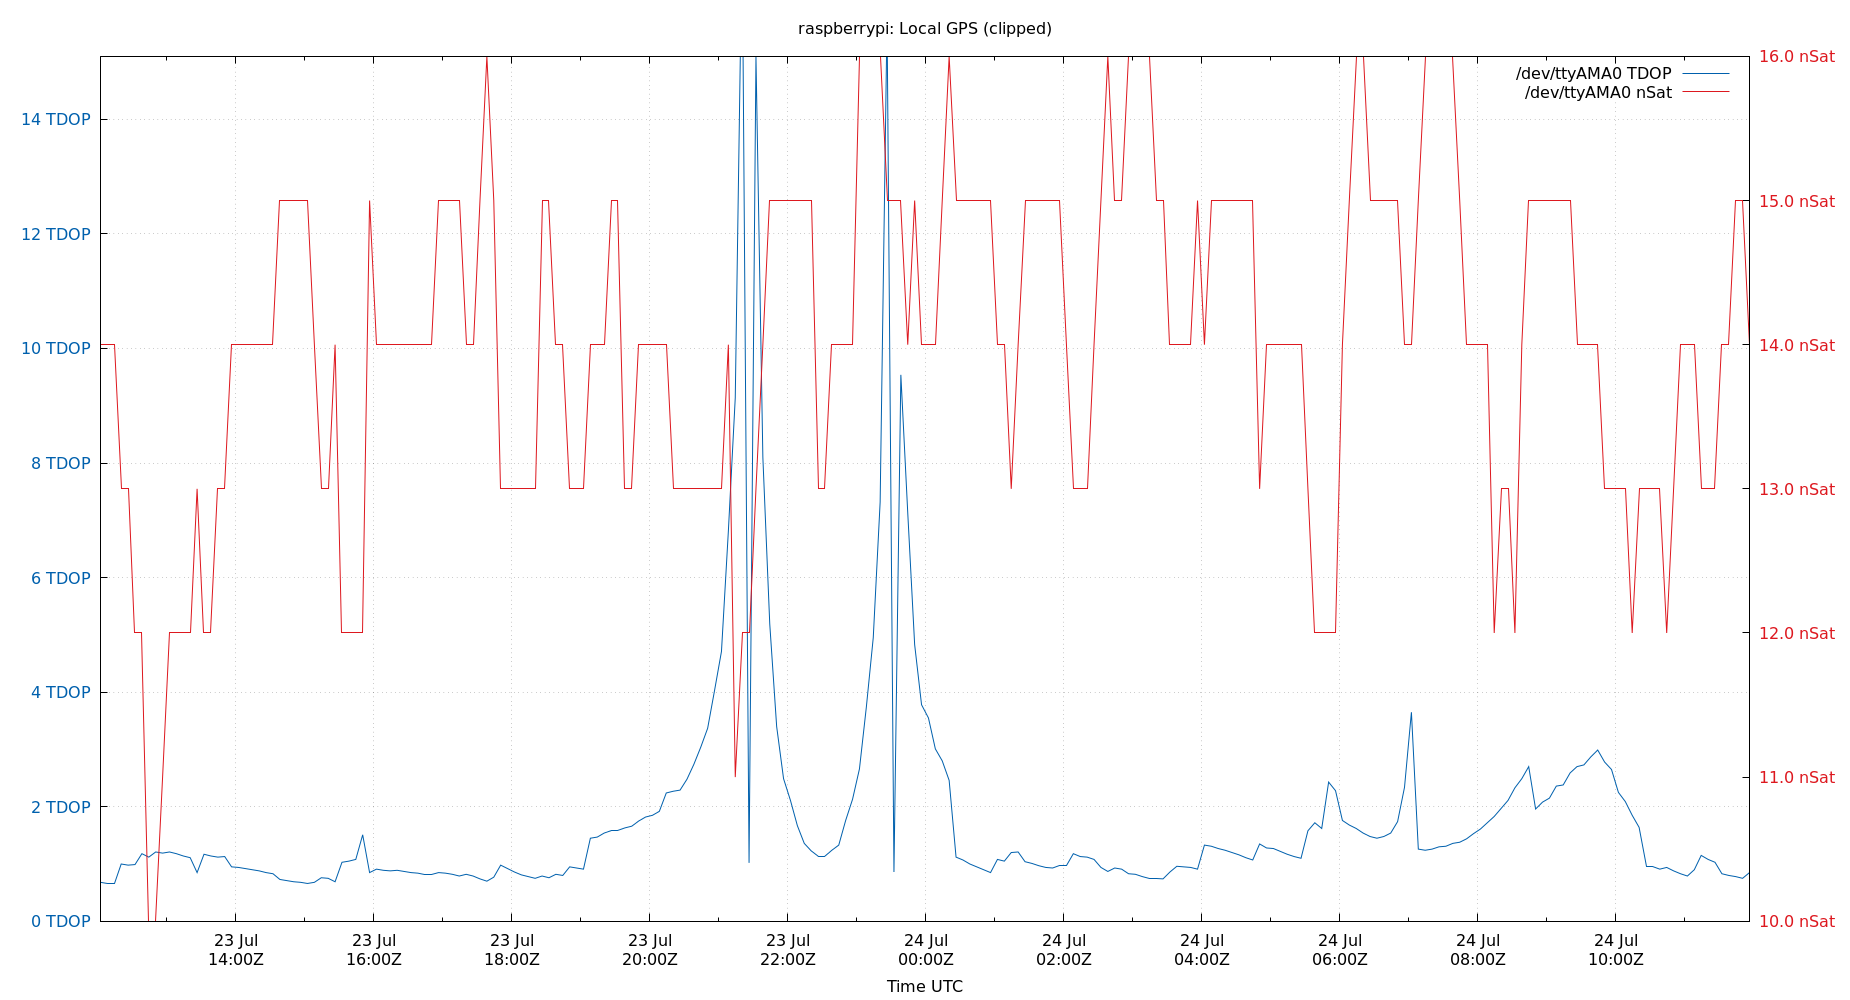 raspberrypi: Local GPS (clipped)
/dev/ttyAMA0 TDOP
/dev/ttyAMA0 nSat
14 TDOP
12 TDOP
10 TDOP
8 TDOP
6 TDOP
4 TDOP
2 TDOP
0 TDOP
16.0 nSat
15.0 nSat
14.0 nSat
13.0 nSat
12.0 nSat
11.0 nSat
10.0 nSat
23 Jul
14:00Z
23 Jul
16:00Z
23 Jul
18:00Z
23 Jul
20:00Z
23 Jul
22:00Z
24 Jul
00:00Z
24 Jul
02:00Z
24 Jul
04:00Z
24 Jul
06:00Z
24 Jul
08:00Z
24 Jul
10:00Z
Time UTC